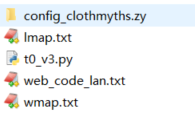 config_clothmyths.zy
lmap.txt
t0_v3.py
web_code_lan.txt
wmap.txt